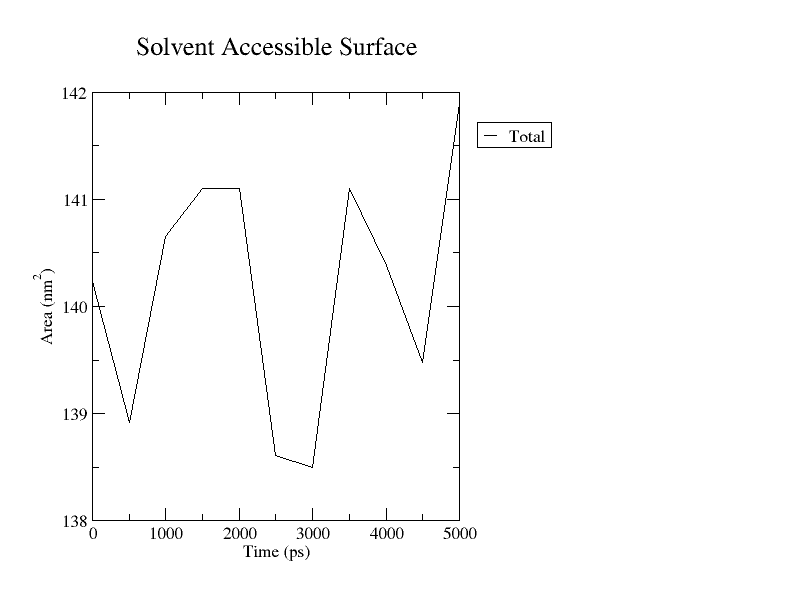 Solvent Accessible Surface
142
141
140
139
138
Area (nm²)
0 1000 2000 3000 4000 5000
Time (ps)
Total